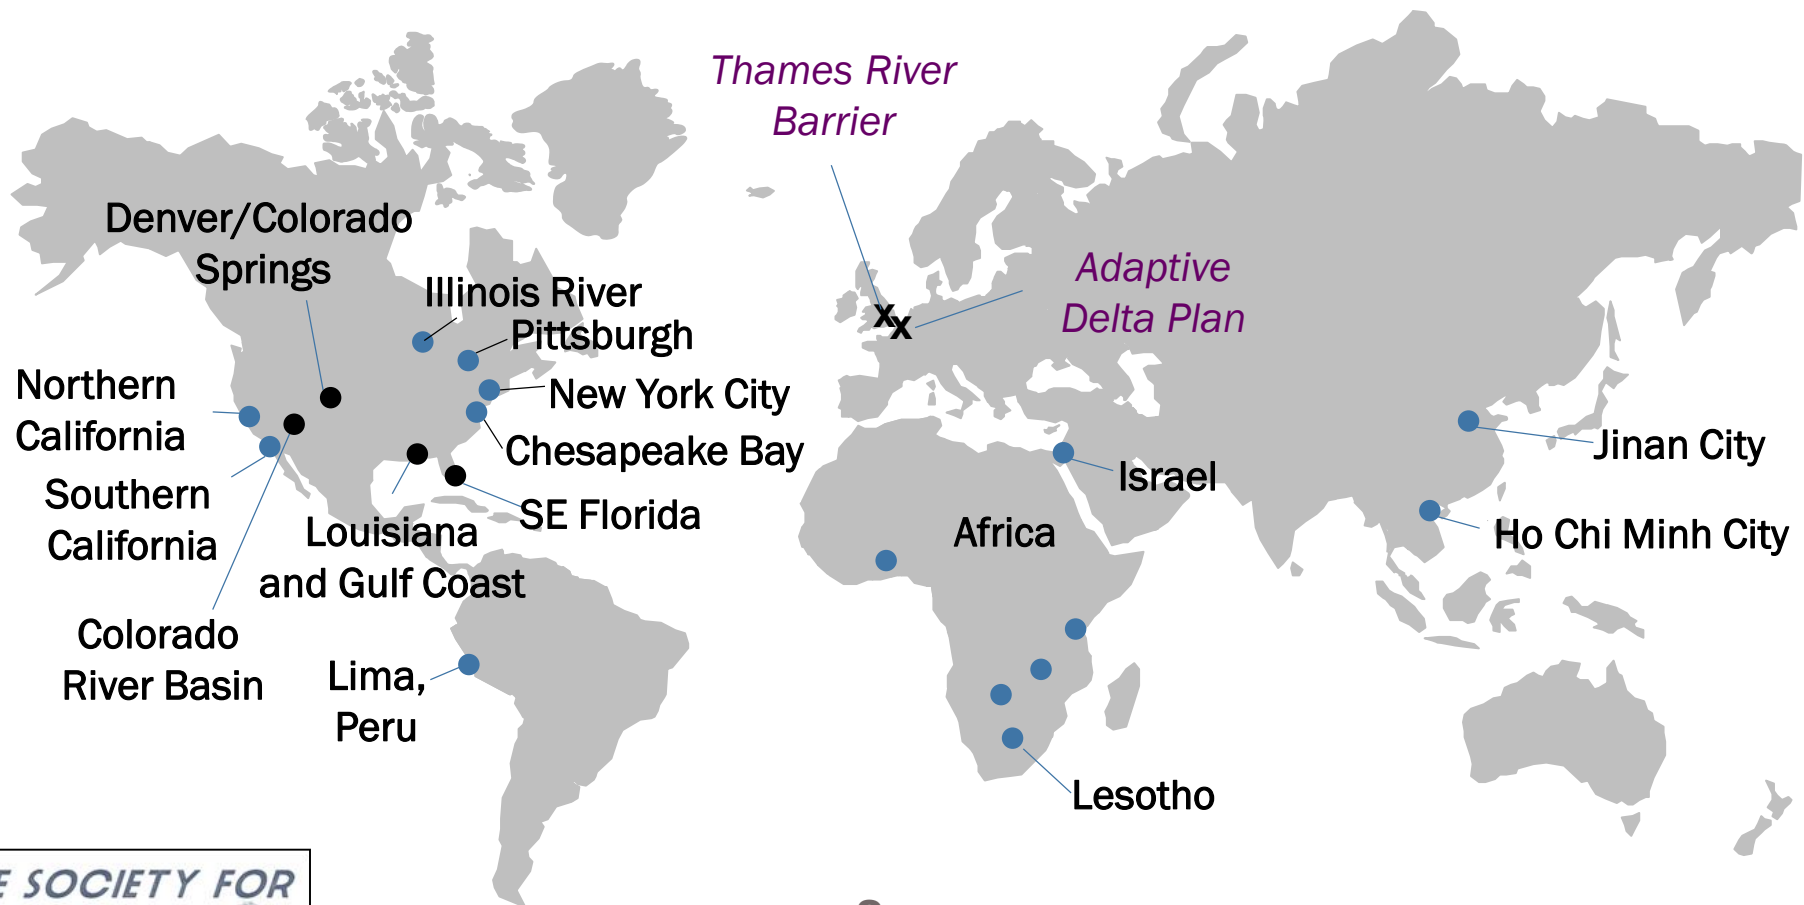 Thames River
Barrier
Denver/Colorado
Springs
Adaptive
Delta Plan
Illinois River
Pittsburgh
Northern
California
New York City
Chesapeake Bay
Jinan City
Israel
Southern
California
SE Florida
Louisiana
and Gulf Coast
Africa
Ho Chi Minh City
Colorado
River Basin
Lima,
Peru
Lesotho
x
x
SOCIETY FOR